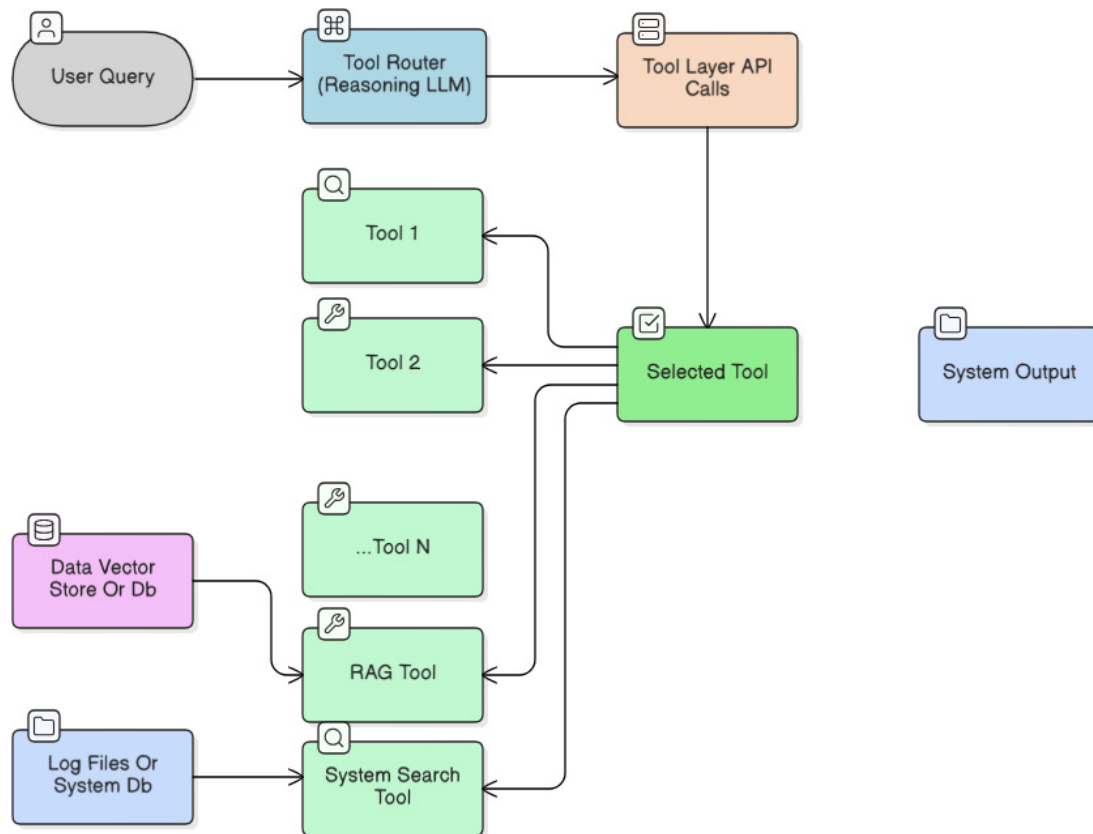 User Query
Tool Router
(Reasoning LLM)
Tool Layer API
Calls
Tool 1
Tool 2
Selected Tool
System Output
...Tool N
Data Vector
Store Or Db
RAG Tool
Log Files Or
System Db
System Search
Tool